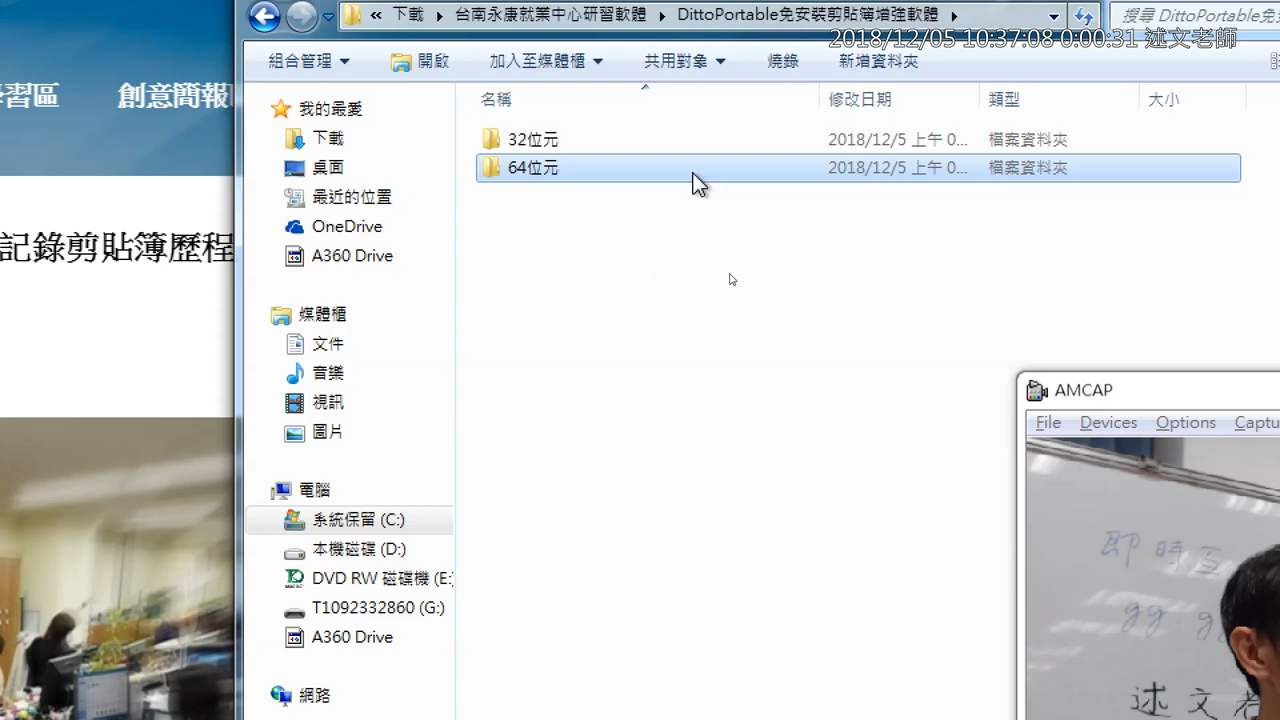 « 下載 ▸ 台南永康就業中心研習軟體 ▸ DittoPortable免安裝剪貼簿增強軟體 ▸
搜尋 DittoPortable免
2018/12/05 10:37:08 0:00:31 述文老師
組合管理 開啟 加入至媒體櫃 共用對象 燒錄 新增資料夾
學習區 創意簡報
名稱 修改日期 類型 大小
32位元 2018/12/5 上午 0... 檔案資料夾
64位元 2018/12/5 上午 0... 檔案資料夾
我的最愛
下載
桌面
最近的位置
OneDrive
A360 Drive
記錄剪貼簿歷程
媒體櫃
文件
音樂
視訊
圖片
電腦
系統保留 (C:)
本機磁碟 (D:)
DVD RW 磁碟機 (E:
T1092332860 (G:)
A360 Drive
網路
AMCAP
File Devices Options Captu
即時互
gg.g
述文老